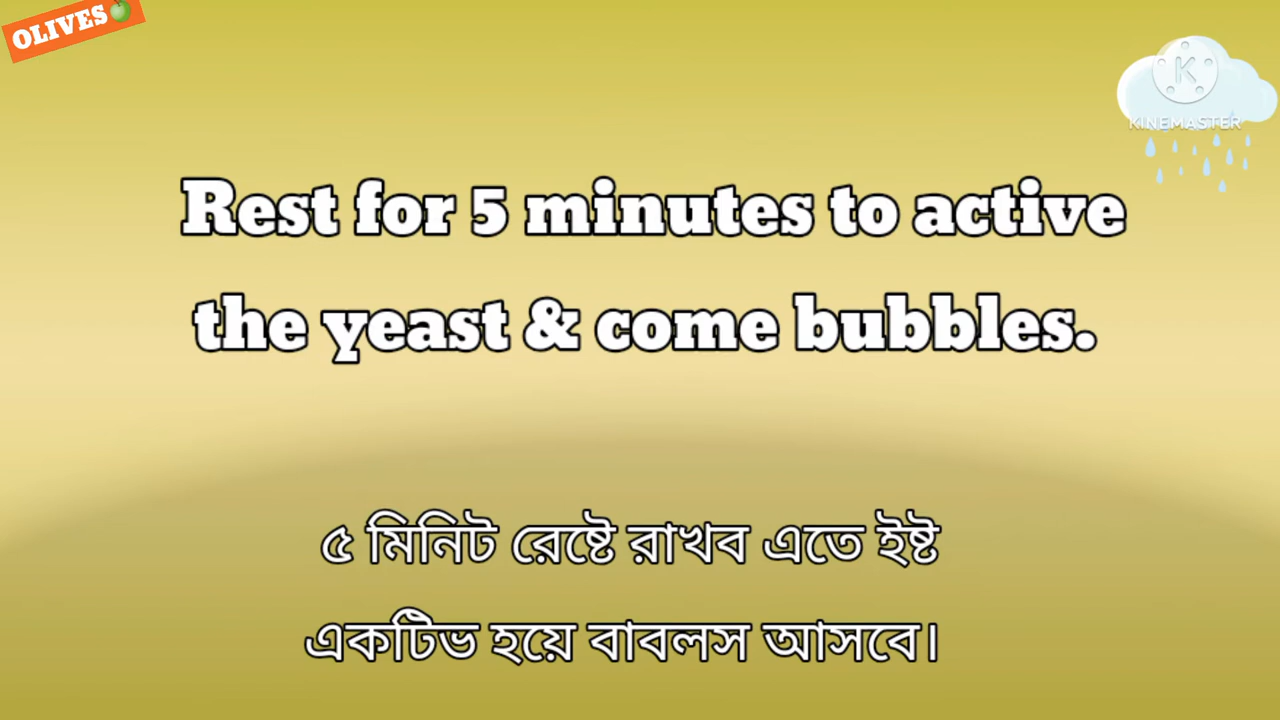 OLIVES
KINEMASTER
Rest for 5 minutes to active
the yeast & come bubbles.
৫ মিনিট রেষ্টে রাখব এতে ইষ্ট
একটিভ হয়ে বাবলস আসবে।